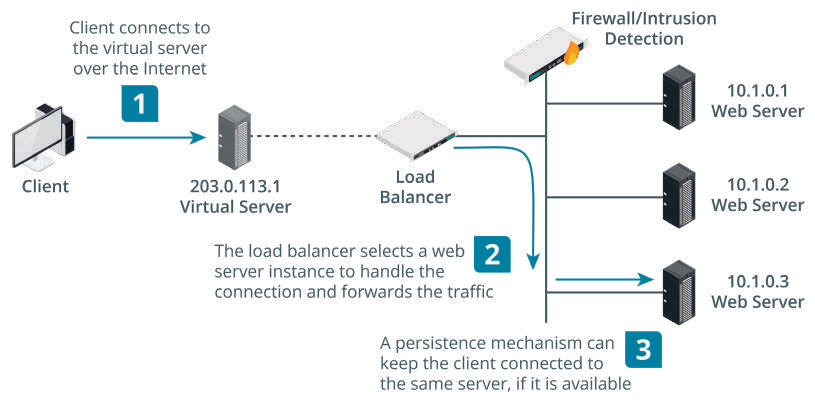 Client connects to
the virtual server
over the Internet
1
Client
203.0.113.1
Virtual Server
Load
Balancer
Firewall/Intrusion
Detection
10.1.0.1
Web Server
10.1.0.2
Web Server
The load balancer selects a web
server instance to handle the
connection and forwards the traffic
2
10.1.0.3
Web Server
A persistence mechanism can
keep the client connected to
the same server, if it is available
3